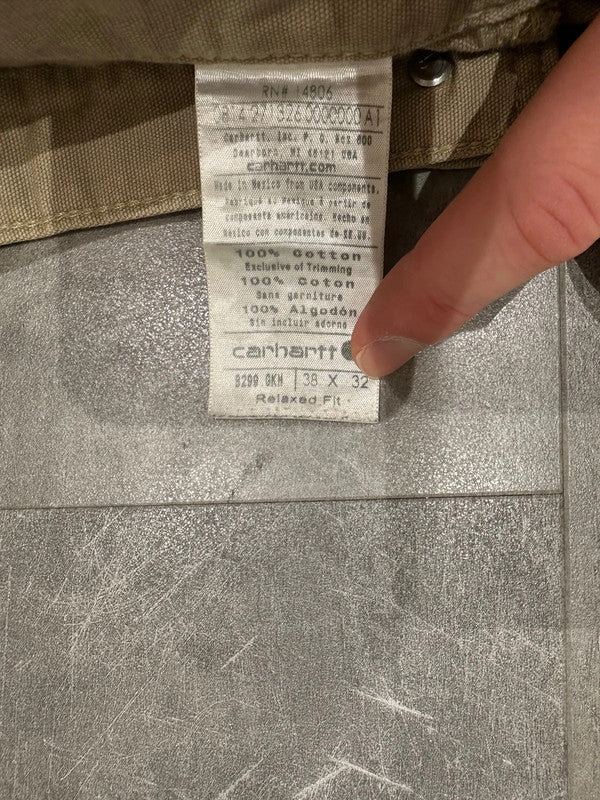 RN# 14806
Carhartt, Inc. P. O. Box 600
Dearborn, MI 48121 USA
carhartt.com
Made in Mexico from USA components.
Fabriqué au Mexique à partir de
composants américains. Hecho en
México con componentes de EE.UU.
100% Cotton
Exclusive of Trimming
100% Coton
Sans garniture
100% Algodón
Sin incluir adorno
carhartt
B299 GKH 38 X 32
Relaxed Fit